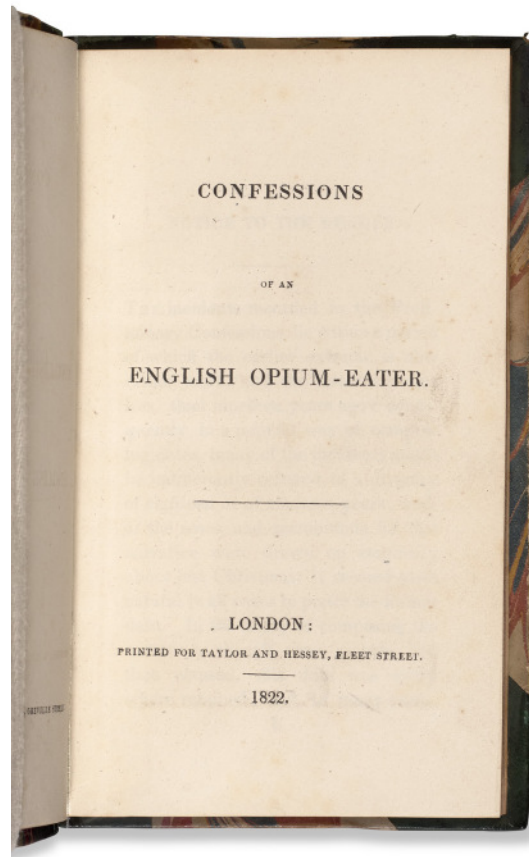 CONFESSIONS
OF AN
ENGLISH OPIUM-EATER.
LONDON:
PRINTED FOR TAYLOR AND HESSEY, FLEET STREET.
1822.